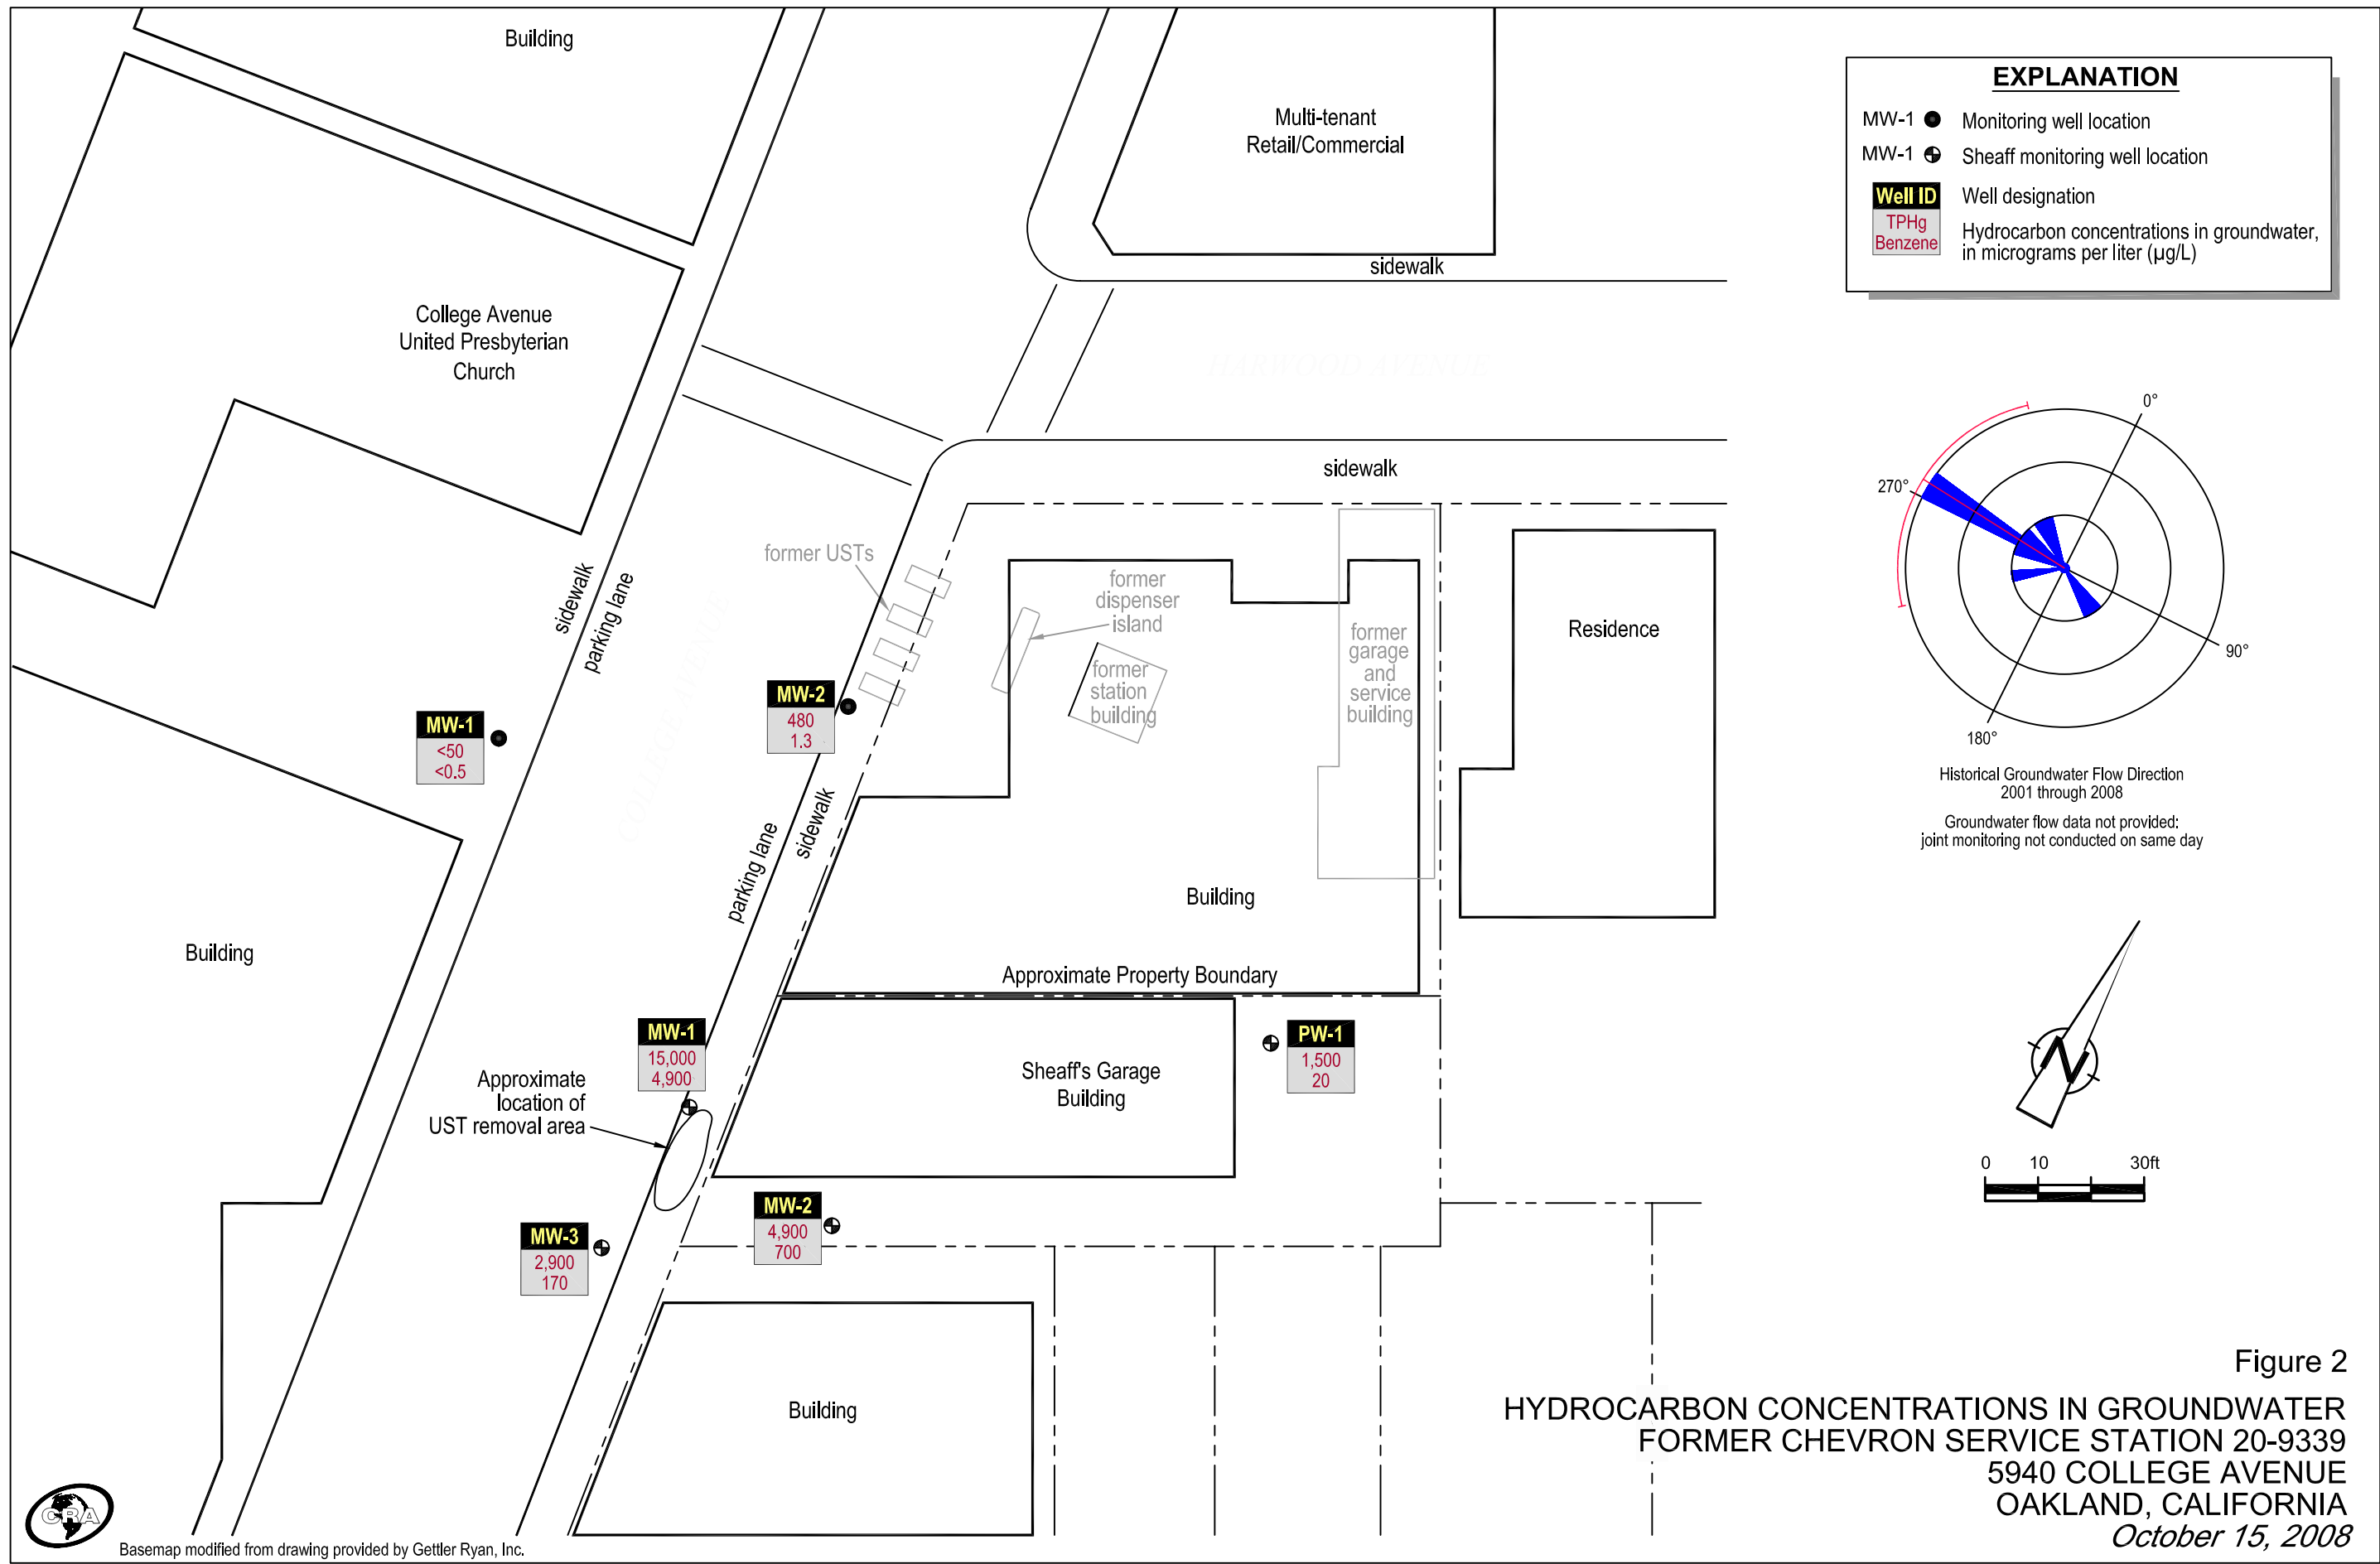 Building
Multi-tenant
Retail/Commercial
sidewalk
EXPLANATION
MW-1 Monitoring well location
MW-1 Sheaff monitoring well location
Well ID Well designation
TPHg
Benzene
Hydrocarbon concentrations in groundwater,
in micrograms per liter (µg/L)
College Avenue
United Presbyterian
Church
HARWOOD AVENUE
sidewalk
0°
270°
90°
180°
Historical Groundwater Flow Direction
2001 through 2008
Groundwater flow data not provided:
joint monitoring not conducted on same day
former USTs
former
dispenser
island
former
station
building
former
garage
and
service
building
Residence
sidewalk
parking lane
COLLEGE AVENUE
MW-1
<50
<0.5
MW-2
480
1.3
parking lane
sidewalk
Building
Building
Approximate Property Boundary
MW-1
15,000
4,900
PW-1
1,500
20
Sheaff's Garage
Building
Approximate
location of
UST removal area
MW-2
4,900
700
MW-3
2,900
170
N
0 10 30ft
Building
Figure 2
HYDROCARBON CONCENTRATIONS IN GROUNDWATER
FORMER CHEVRON SERVICE STATION 20-9339
5940 COLLEGE AVENUE
OAKLAND, CALIFORNIA
October 15, 2008
CRA
Basemap modified from drawing provided by Gettler Ryan, Inc.